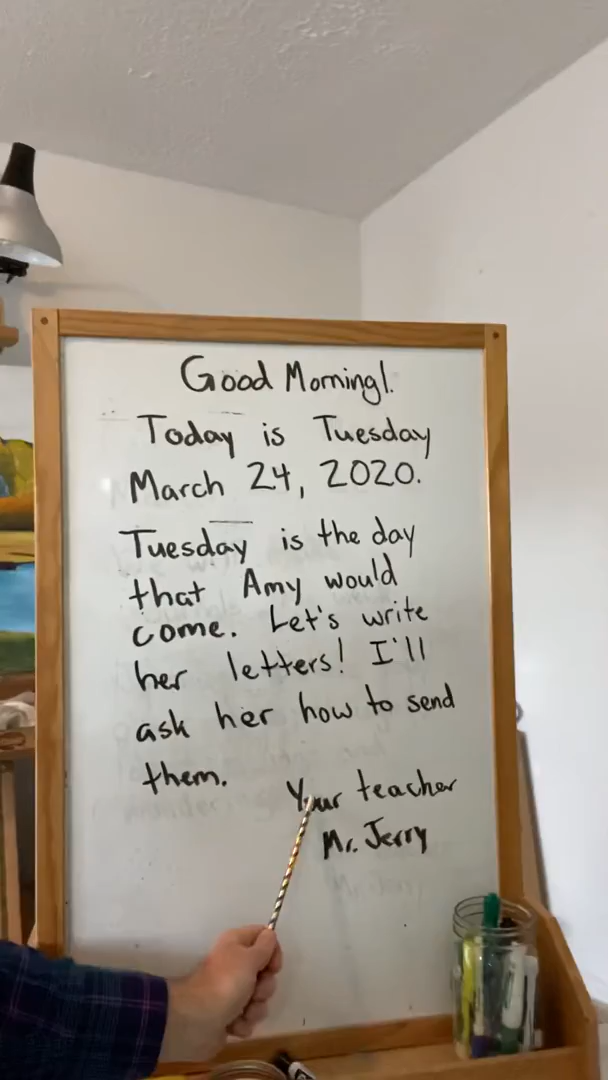 Good Morning!.
Today is Tuesday
March 24, 2020.
Tuesday is the day
that Amy would
come. Let's write
her letters! I'll
ask her how to send
them.
Your teacher
Mr. Jerry